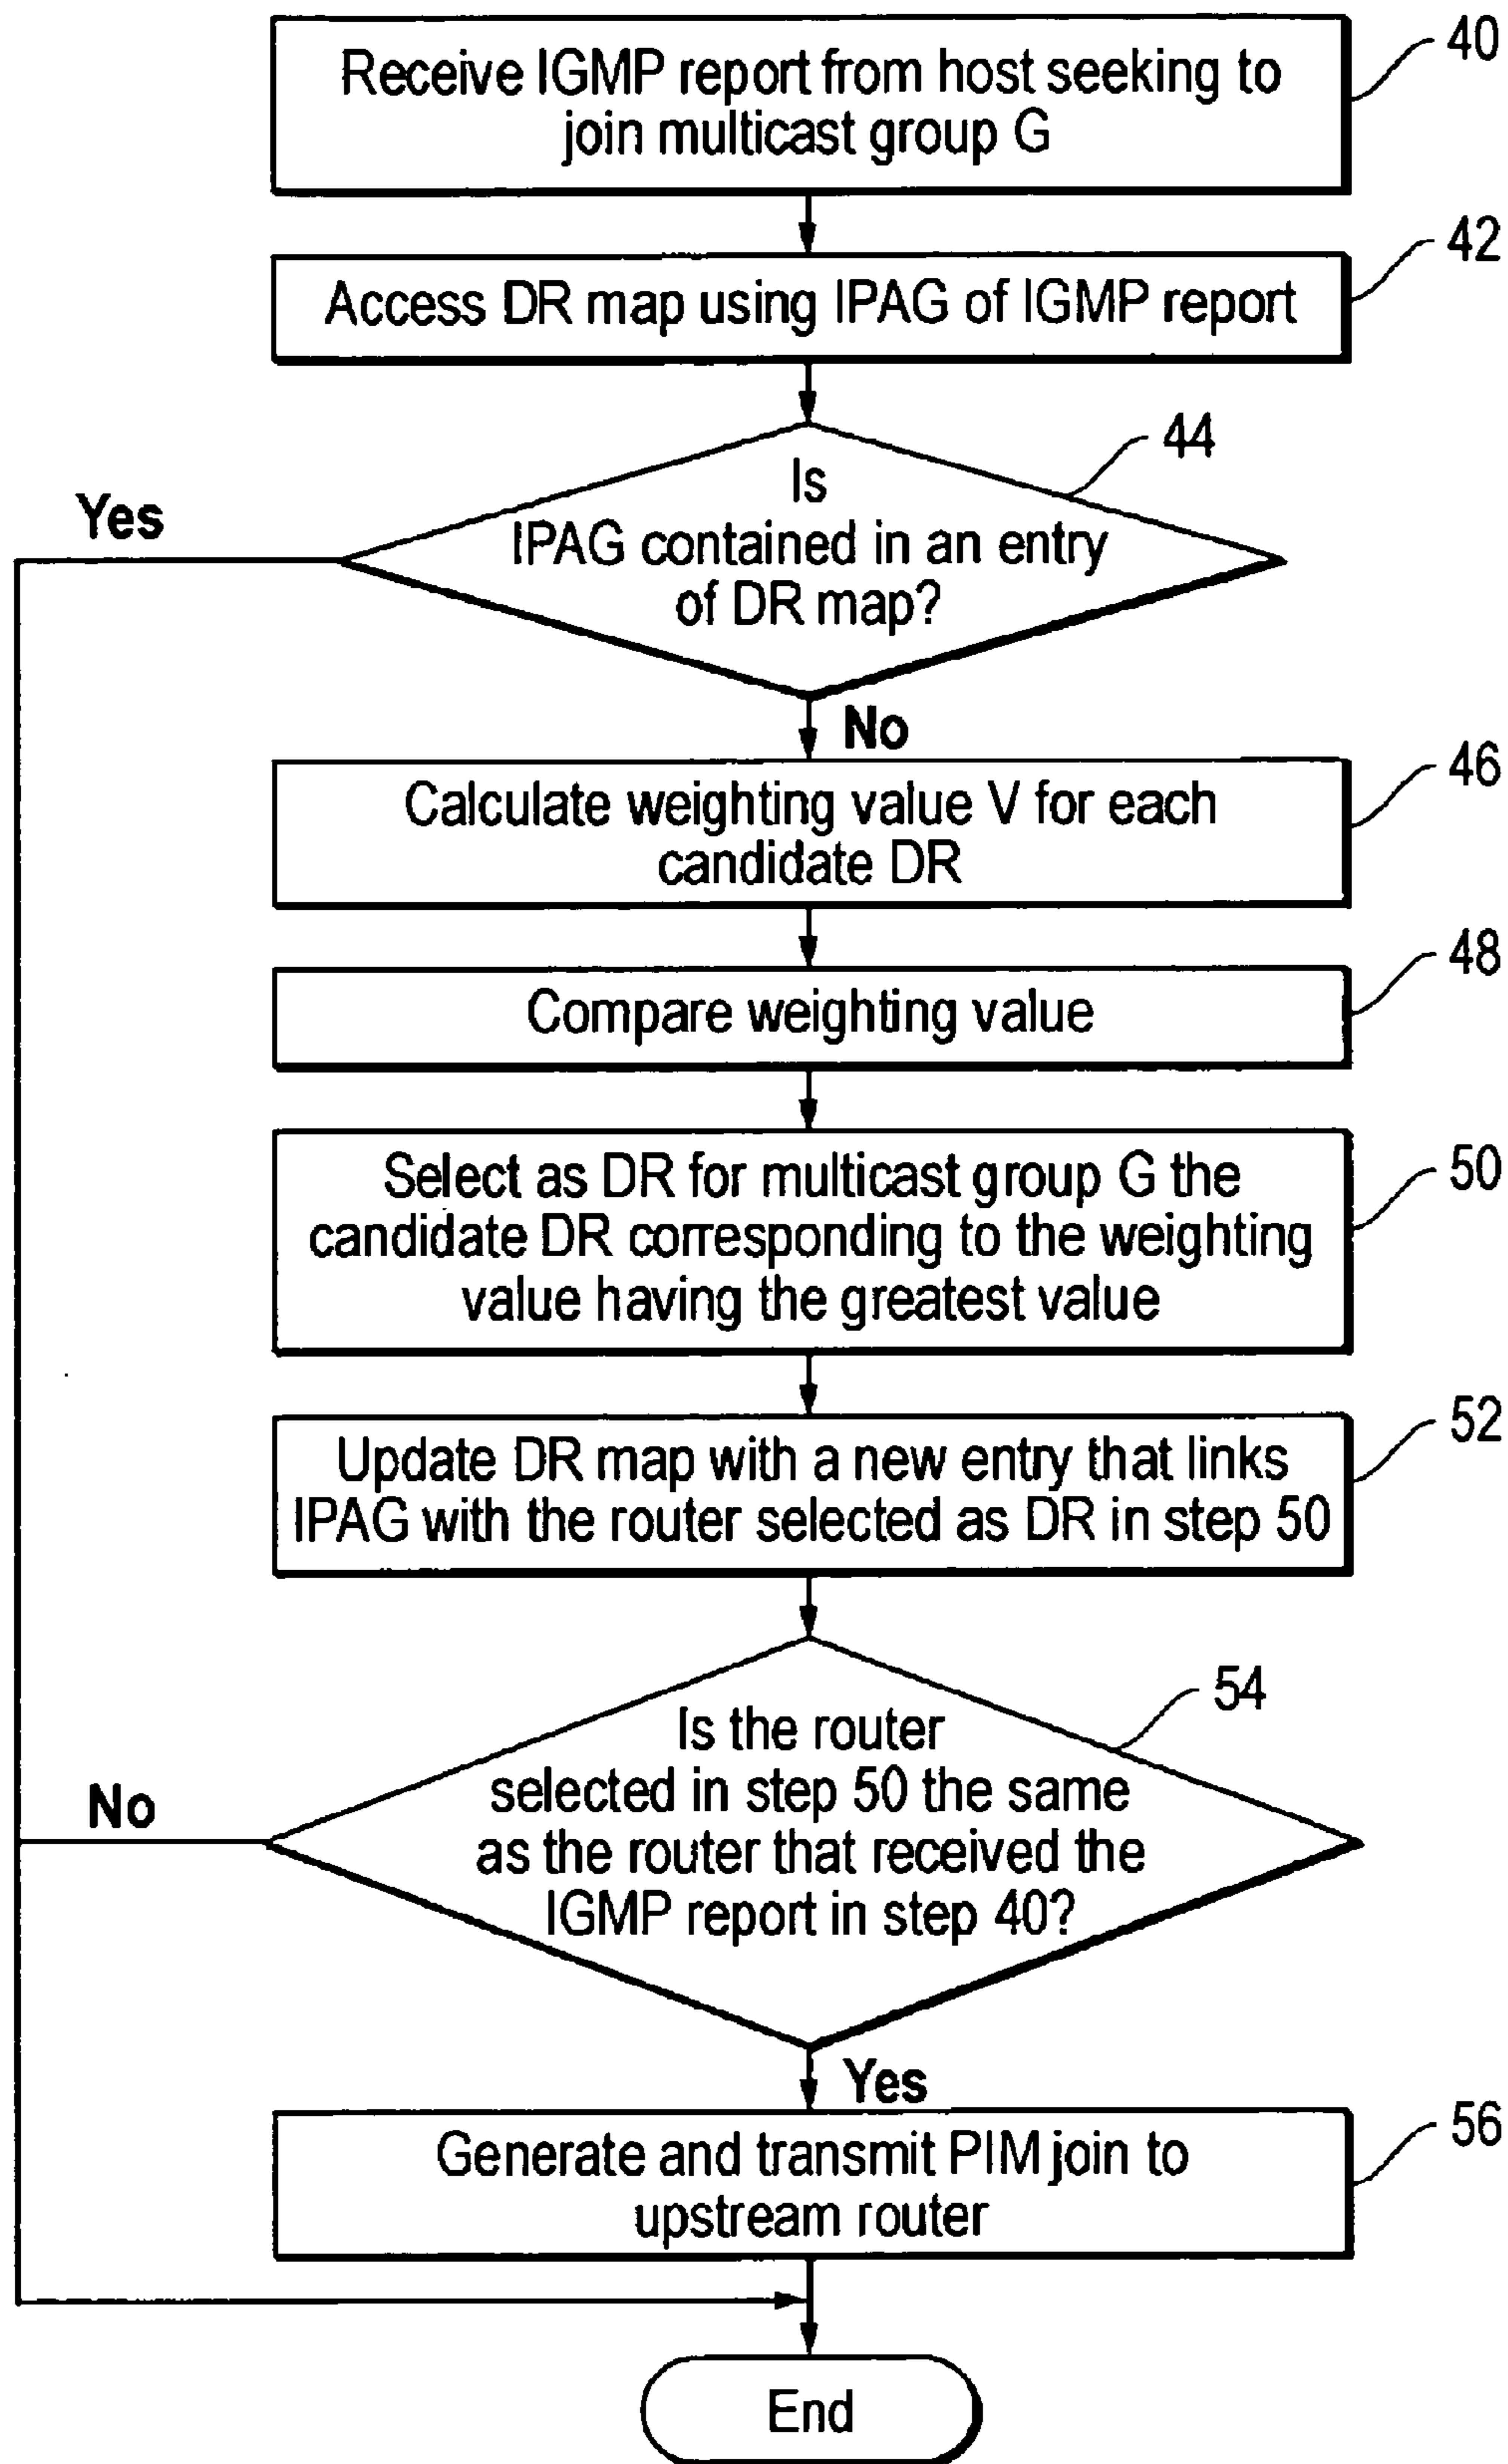 Receive IGMP report from host seeking to
join multicast group G
40
Access DR map using IPAG of IGMP report
42
Is
IPAG contained in an entry
of DR map?
44
Yes
No
Calculate weighting value V for each
candidate DR
46
Compare weighting value
48
Select as DR for multicast group G the
candidate DR corresponding to the weighting
value having the greatest value
50
Update DR map with a new entry that links
IPAG with the router selected as DR in step 50
52
Is the router
selected in step 50 the same
as the router that received the
IGMP report in step 40?
54
No
Yes
Generate and transmit PIM join to
upstream router
56
End